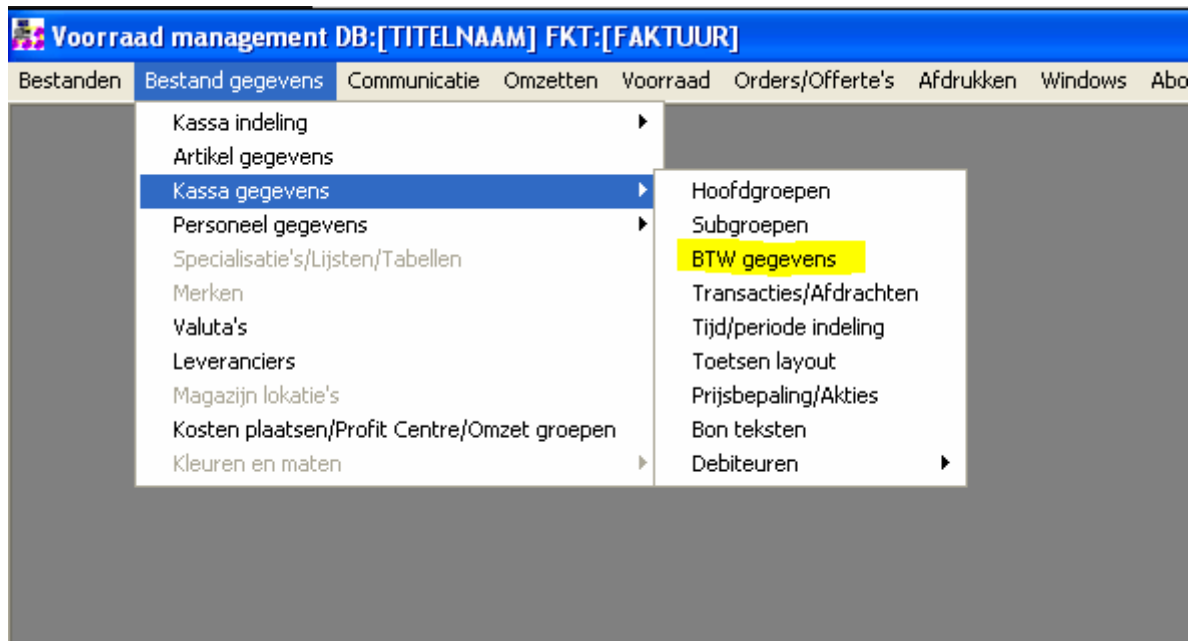 Voorraad management DB:[TITELNAAM] FKT:[FAKTUUR]
Bestanden Bestand gegevens Communicatie Omzetten Voorraad Orders/Offerte's Afdrukken Windows Abo
Kassa indeling
Artikel gegevens
Kassa gegevens
Personeel gegevens
Specialisatie's/Lijsten/Tabellen
Merken
Valuta's
Leveranciers
Magazijn lokatie's
Kosten plaatsen/Profit Centre/Omzet groepen
Kleuren en maten
Hoofdgroepen
Subgroepen
BTW gegevens
Transacties/Afdrachten
Tijd/periode indeling
Toetsen layout
Prijsbepaling/Akties
Bon teksten
Debiteuren